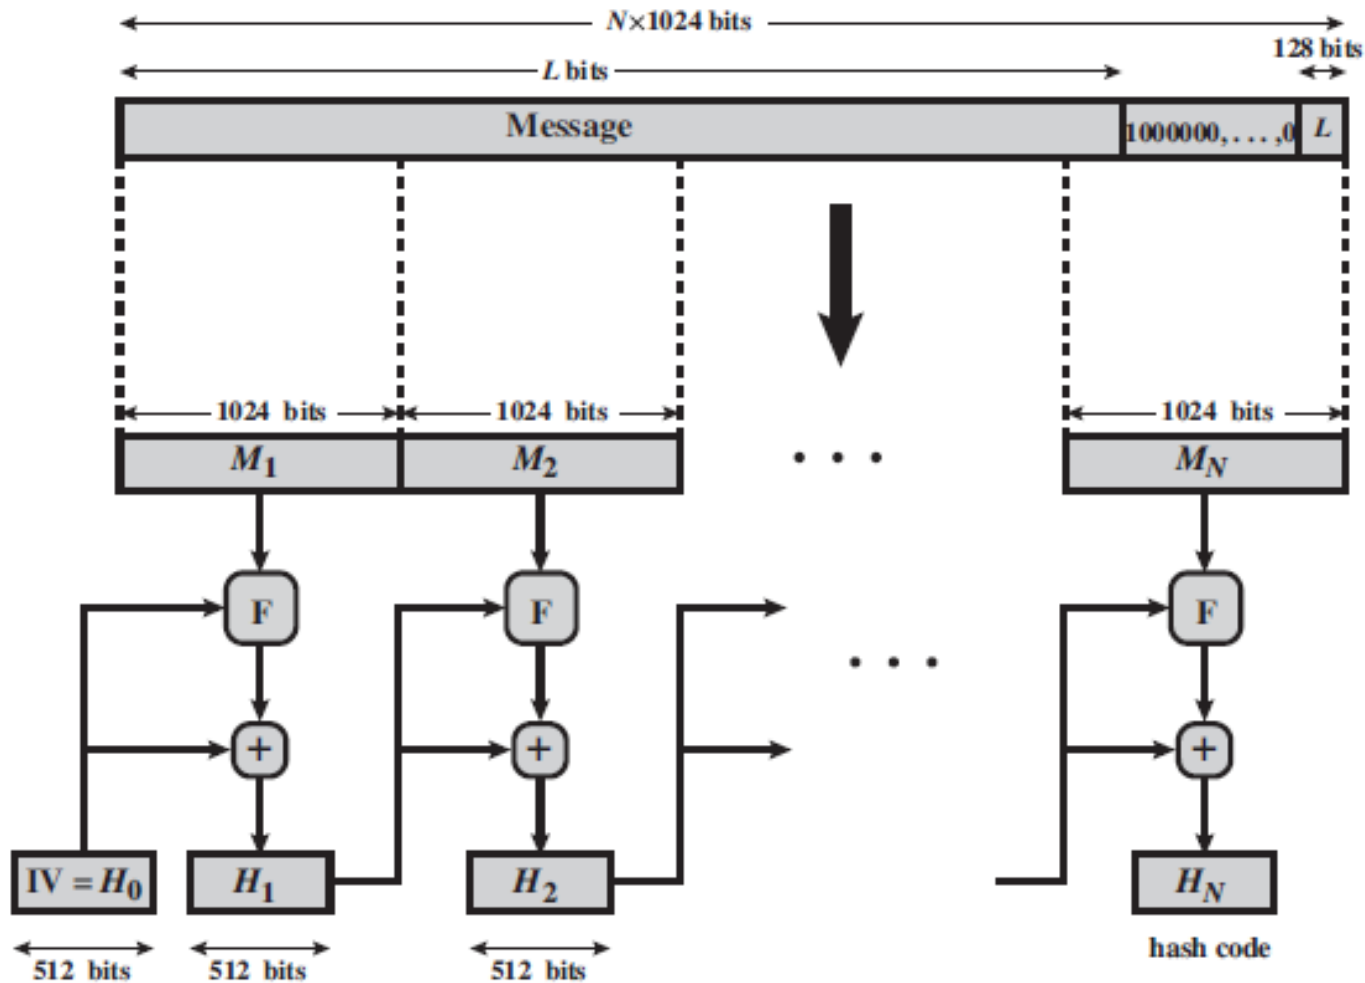 N×1024 bits
128 bits
L bits
Message
1000000,. . . ,0
L
1024 bits
1024 bits
1024 bits
M1
M2
. . .
MN
F
F
F
. . .
+
+
+
IV = H0
H1
H2
HN
512 bits
512 bits
512 bits
hash code